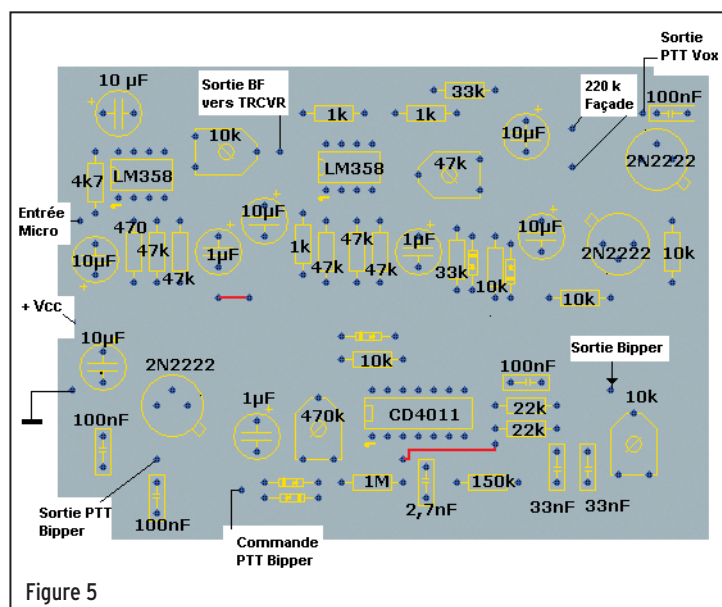 Sortie
PTT Vox
10 µF
Sortie BF
vers TRCVR
33k
220 k
Façade
100nF
1k
1k
10k
10µF
47k
2N2222
4k7
LM358
LM358
Entrée
Micro
470
47k
47k
10µF
1µF
10µF
1k
47k
47k
47k
1µF
33k
10k
10µF
2N2222
10k
10µF
10k
+ Vcc
10µF
2N2222
10k
100nF
Sortie Bipper
10k
1µF
470k
CD4011
22k
22k
100nF
1M
2,7nF
150k
33nF
33nF
100nF
Sortie PTT
Bipper
Commande
PTT Bipper
Figure 5